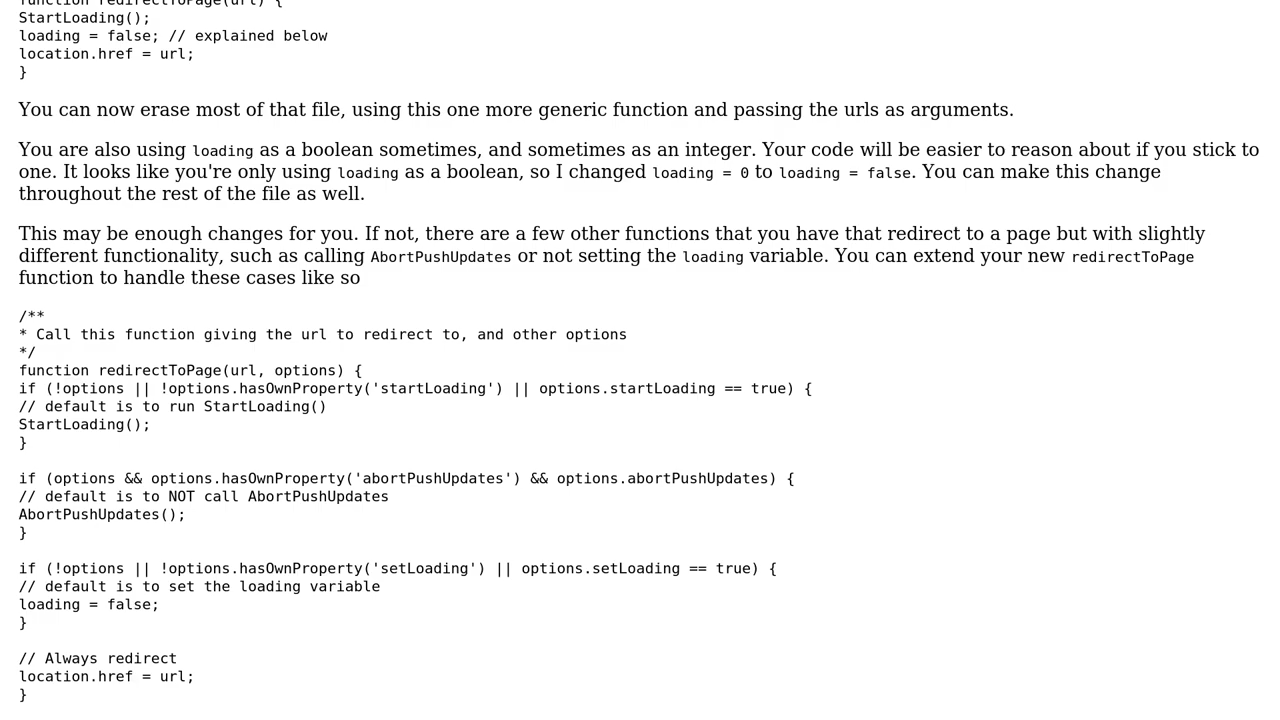 function redirectToPage(url) {
StartLoading();
loading = false; // explained below
location.href = url;
}
You can now erase most of that file, using this one more generic function and passing the urls as arguments.
You are also using loading as a boolean sometimes, and sometimes as an integer. Your code will be easier to reason about if you stick to
one. It looks like you're only using loading as a boolean, so I changed loading = 0 to loading = false. You can make this change
throughout the rest of the file as well.
This may be enough changes for you. If not, there are a few other functions that you have that redirect to a page but with slightly
different functionality, such as calling AbortPushUpdates or not setting the loading variable. You can extend your new redirectToPage
function to handle these cases like so
/**
* Call this function giving the url to redirect to, and other options
*/
function redirectToPage(url, options) {
if (!options || !options.hasOwnProperty('startLoading') || options.startLoading == true) {
// default is to run StartLoading()
StartLoading();
}
if (options && options.hasOwnProperty('abortPushUpdates') && options.abortPushUpdates) {
// default is to NOT call AbortPushUpdates
AbortPushUpdates();
}
if (!options || !options.hasOwnProperty('setLoading') || options.setLoading == true) {
// default is to set the loading variable
loading = false;
}
// Always redirect
location.href = url;
}